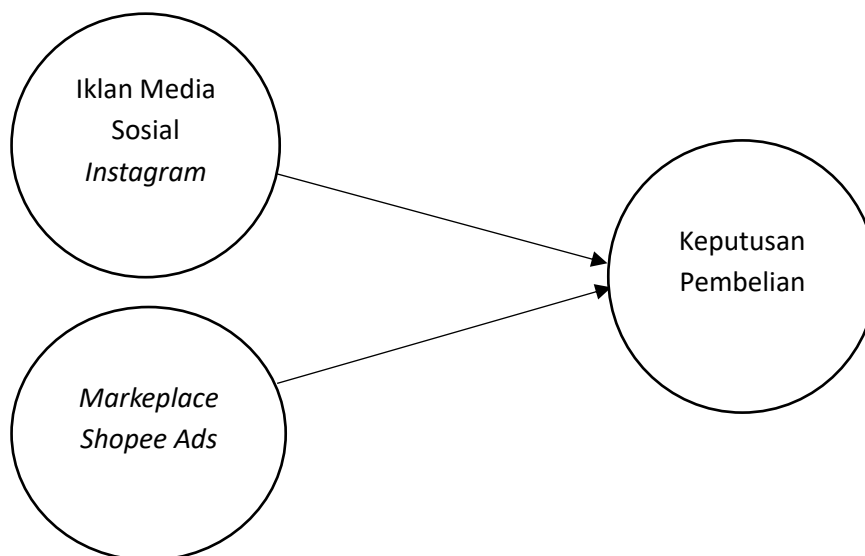 Iklan Media
Sosial
Instagram
Keputusan
Pembelian
Markeplace
Shopee Ads